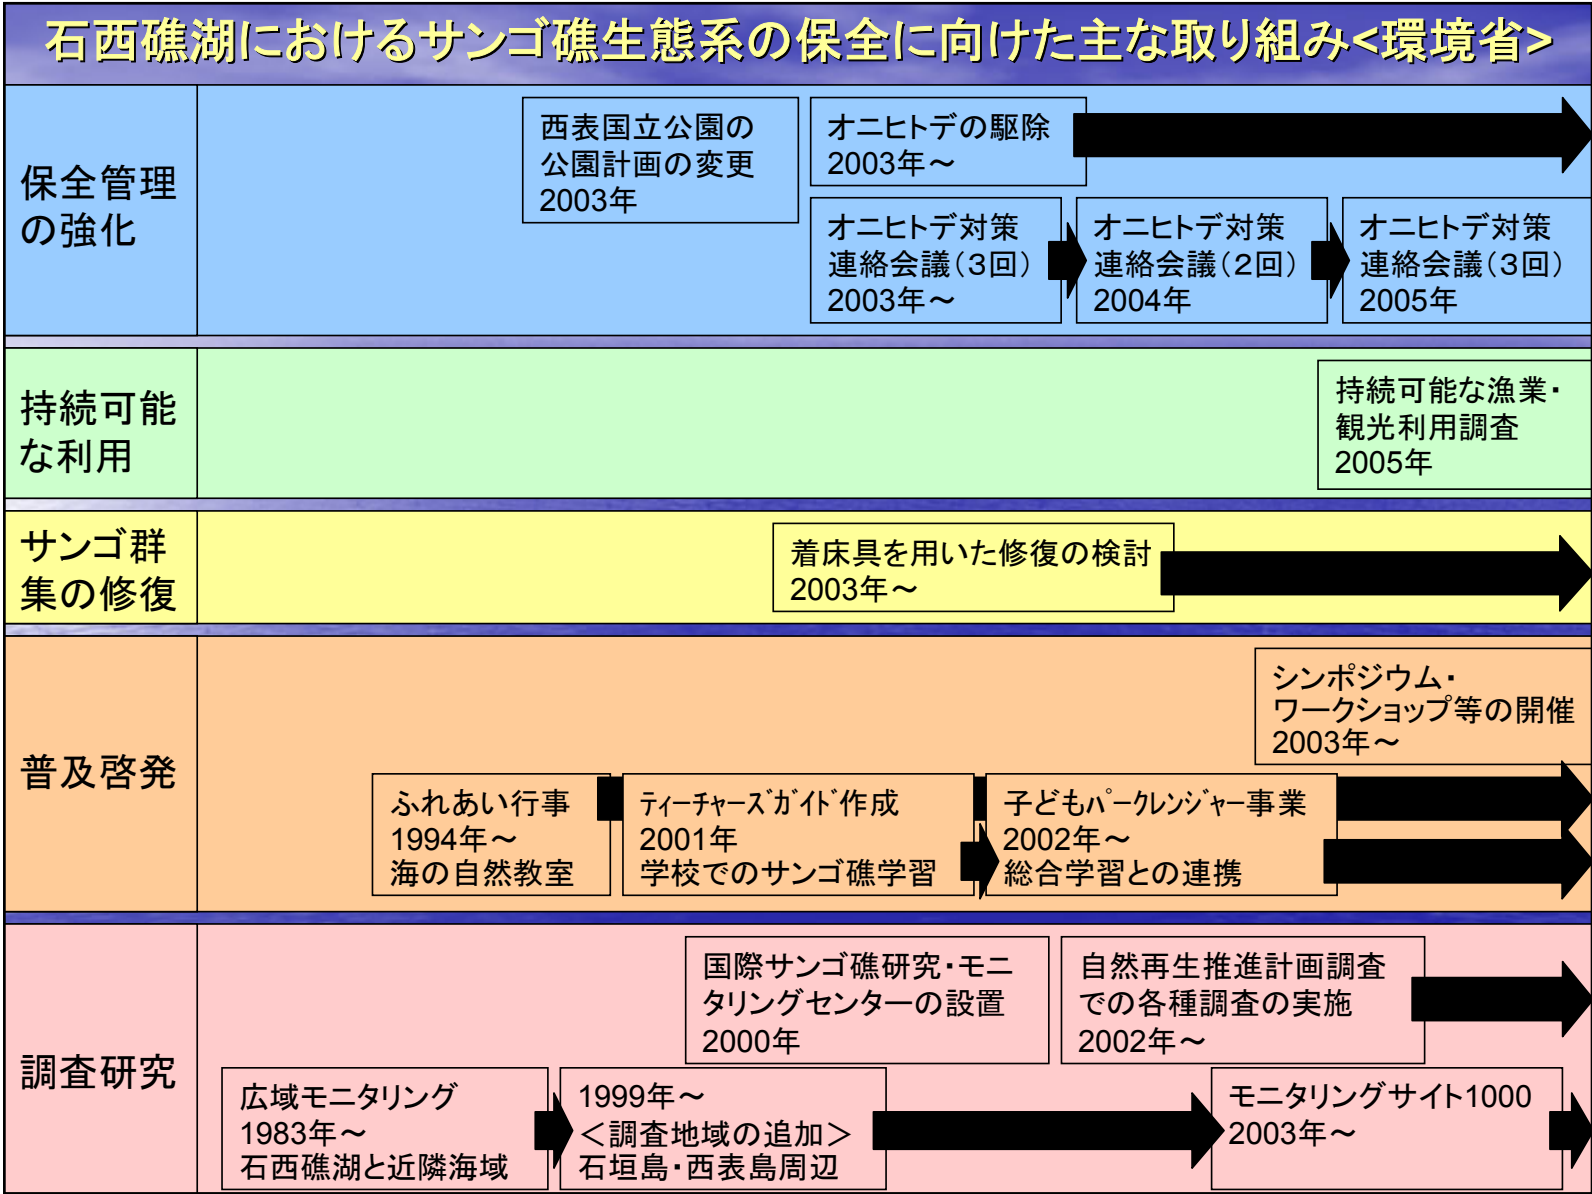 石西礁湖におけるサンゴ礁生態系の保全に向けた主な取り組み<環境省>
保全管理
の強化
西表国立公園の
公園計画の変更
2003年
オニヒトデの駆除
2003年～
オニヒトデ対策
連絡会議（３回）
2003年～
オニヒトデ対策
連絡会議（２回）
2004年
オニヒトデ対策
連絡会議（３回）
2005年
持続可能
な利用
持続可能な漁業・
観光利用調査
2005年
サンゴ群
集の修復
着床具を用いた修復の検討
2003年～
普及啓発
シンポジウム・
ワークショップ等の開催
2003年～
ふれあい行事
1994年～
海の自然教室
ﾃｨｰﾁｬｰｽﾞｶﾞｲﾄﾞ作成
2001年
学校でのサンゴ礁学習
子どもﾊﾟｰｸﾚﾝｼﾞｬｰ事業
2002年～
総合学習との連携
調査研究
国際サンゴ礁研究・モニ
タリングセンターの設置
2000年
自然再生推進計画調査
での各種調査の実施
2002年～
広域モニタリング
1983年～
石西礁湖と近隣海域
1999年～
＜調査地域の追加＞
石垣島・西表島周辺
モニタリングサイト1000
2003年～